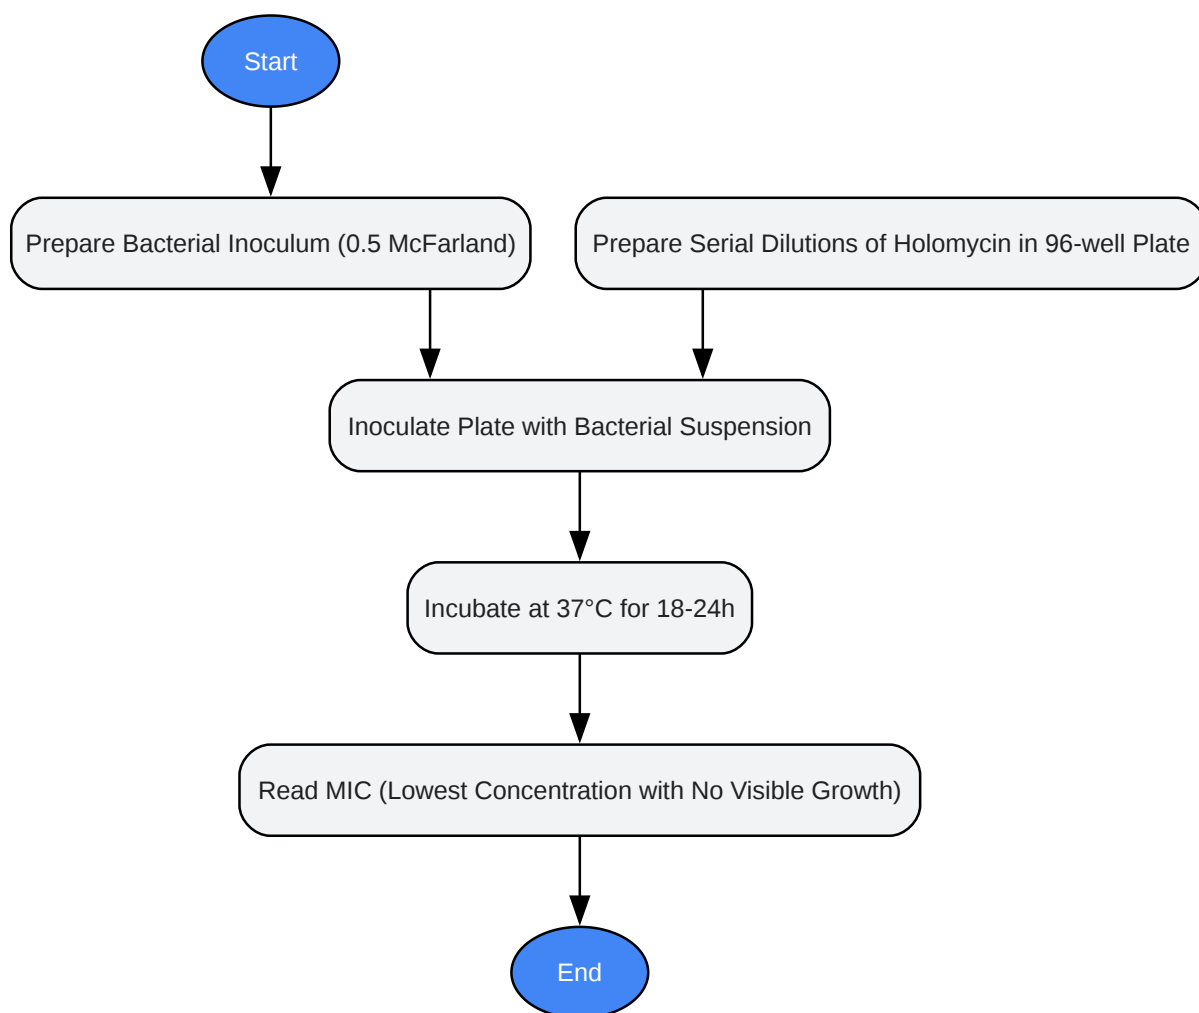 Start
Prepare Bacterial Inoculum (0.5 McFarland)
Prepare Serial Dilutions of Holomycin in 96-well Plate
Inoculate Plate with Bacterial Suspension
Incubate at 37°C for 18-24h
Read MIC (Lowest Concentration with No Visible Growth)
End